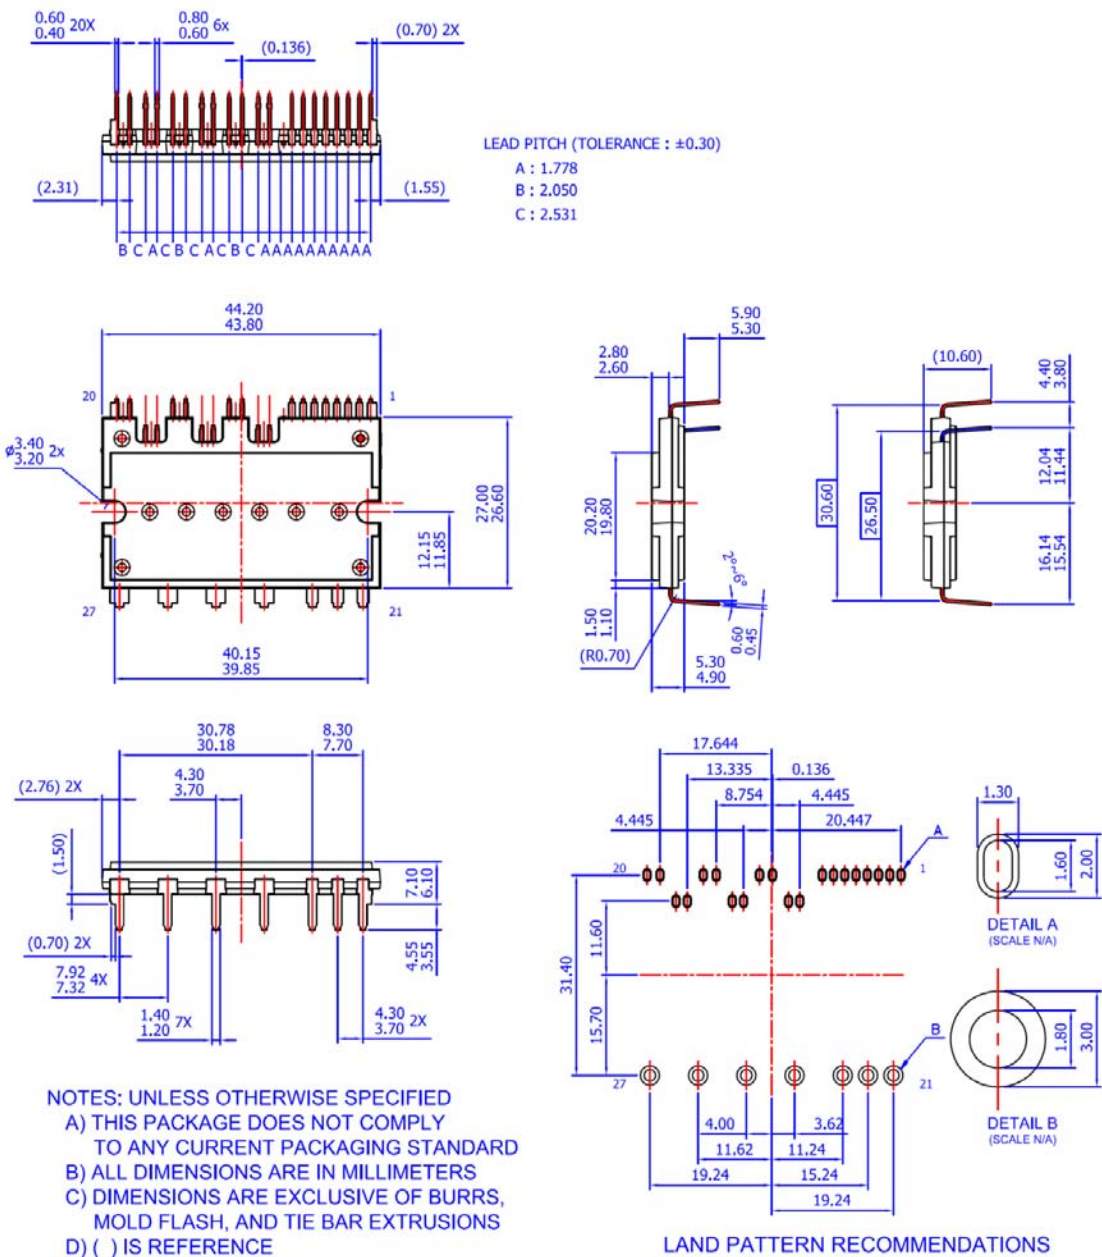 0.60
0.40 20X
0.80
0.60 6x
(0.136)
(0.70) 2X
LEAD PITCH (TOLERANCE : ±0.30)
A : 1.778
B : 2.050
C : 2.531
(2.31)
(1.55)
B C A C B C A C B C A A A A A A A A A A
44.20
43.80
20
1
ø3.40
3.20 2x
27.00
26.60
12.15
11.85
27
21
40.15
39.85
5.90
5.30
2.80
2.60
20.20
19.80
1.50
1.10
(R0.70)
2°~6°
0.60
0.45
5.30
4.90
(10.60)
4.40
3.80
30.60
26.50
12.04
11.44
16.14
15.54
30.78
30.18
8.30
7.70
4.30
3.70
(2.76) 2X
(1.50)
7.10
6.10
(0.70) 2X
4.55
3.55
7.92
7.32 4X
1.40
1.20 7X
4.30
3.70 2X
17.644
13.335
0.136
8.754
4.445
4.445
20.447
A
20
1
11.60
31.40
15.70
B
27
21
4.00
3.62
11.62
11.24
19.24
15.24
19.24
1.30
1.60
2.00
DETAIL A
(SCALE N/A)
1.80
3.00
DETAIL B
(SCALE N/A)
NOTES: UNLESS OTHERWISE SPECIFIED
A) THIS PACKAGE DOES NOT COMPLY
TO ANY CURRENT PACKAGING STANDARD
B) ALL DIMENSIONS ARE IN MILLIMETERS
C) DIMENSIONS ARE EXCLUSIVE OF BURRS,
MOLD FLASH, AND TIE BAR EXTRUSIONS
D) ( ) IS REFERENCE
LAND PATTERN RECOMMENDATIONS